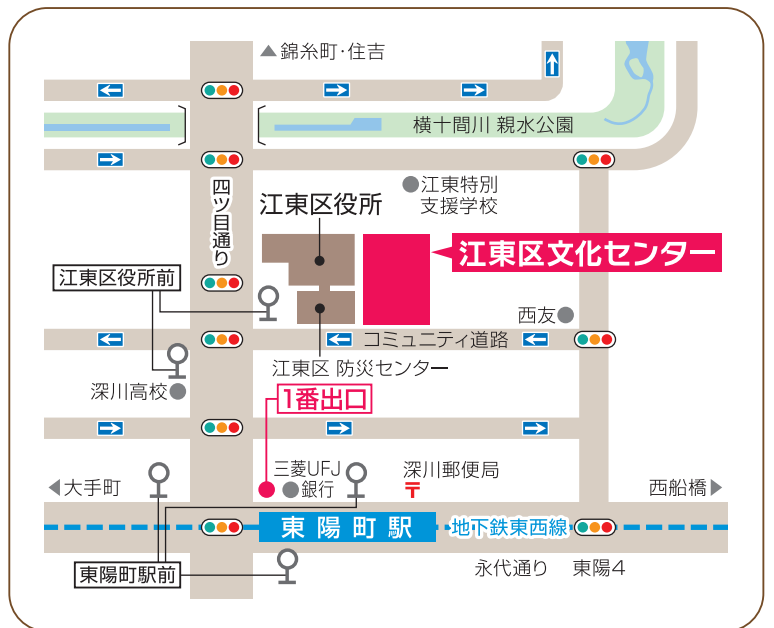 ▲錦糸町・住吉
横十間川 親水公園
江東特別
支援学校
四ツ目通り
江東区役所
江東区文化センター
江東区役所前
西友
コミュニティ道路
江東区 防災センター
深川高校
1番出口
三菱UFJ
銀行
深川郵便局
〒
◀大手町
西船橋▶
東陽町駅
地下鉄東西線
東陽町駅前
永代通り
東陽4